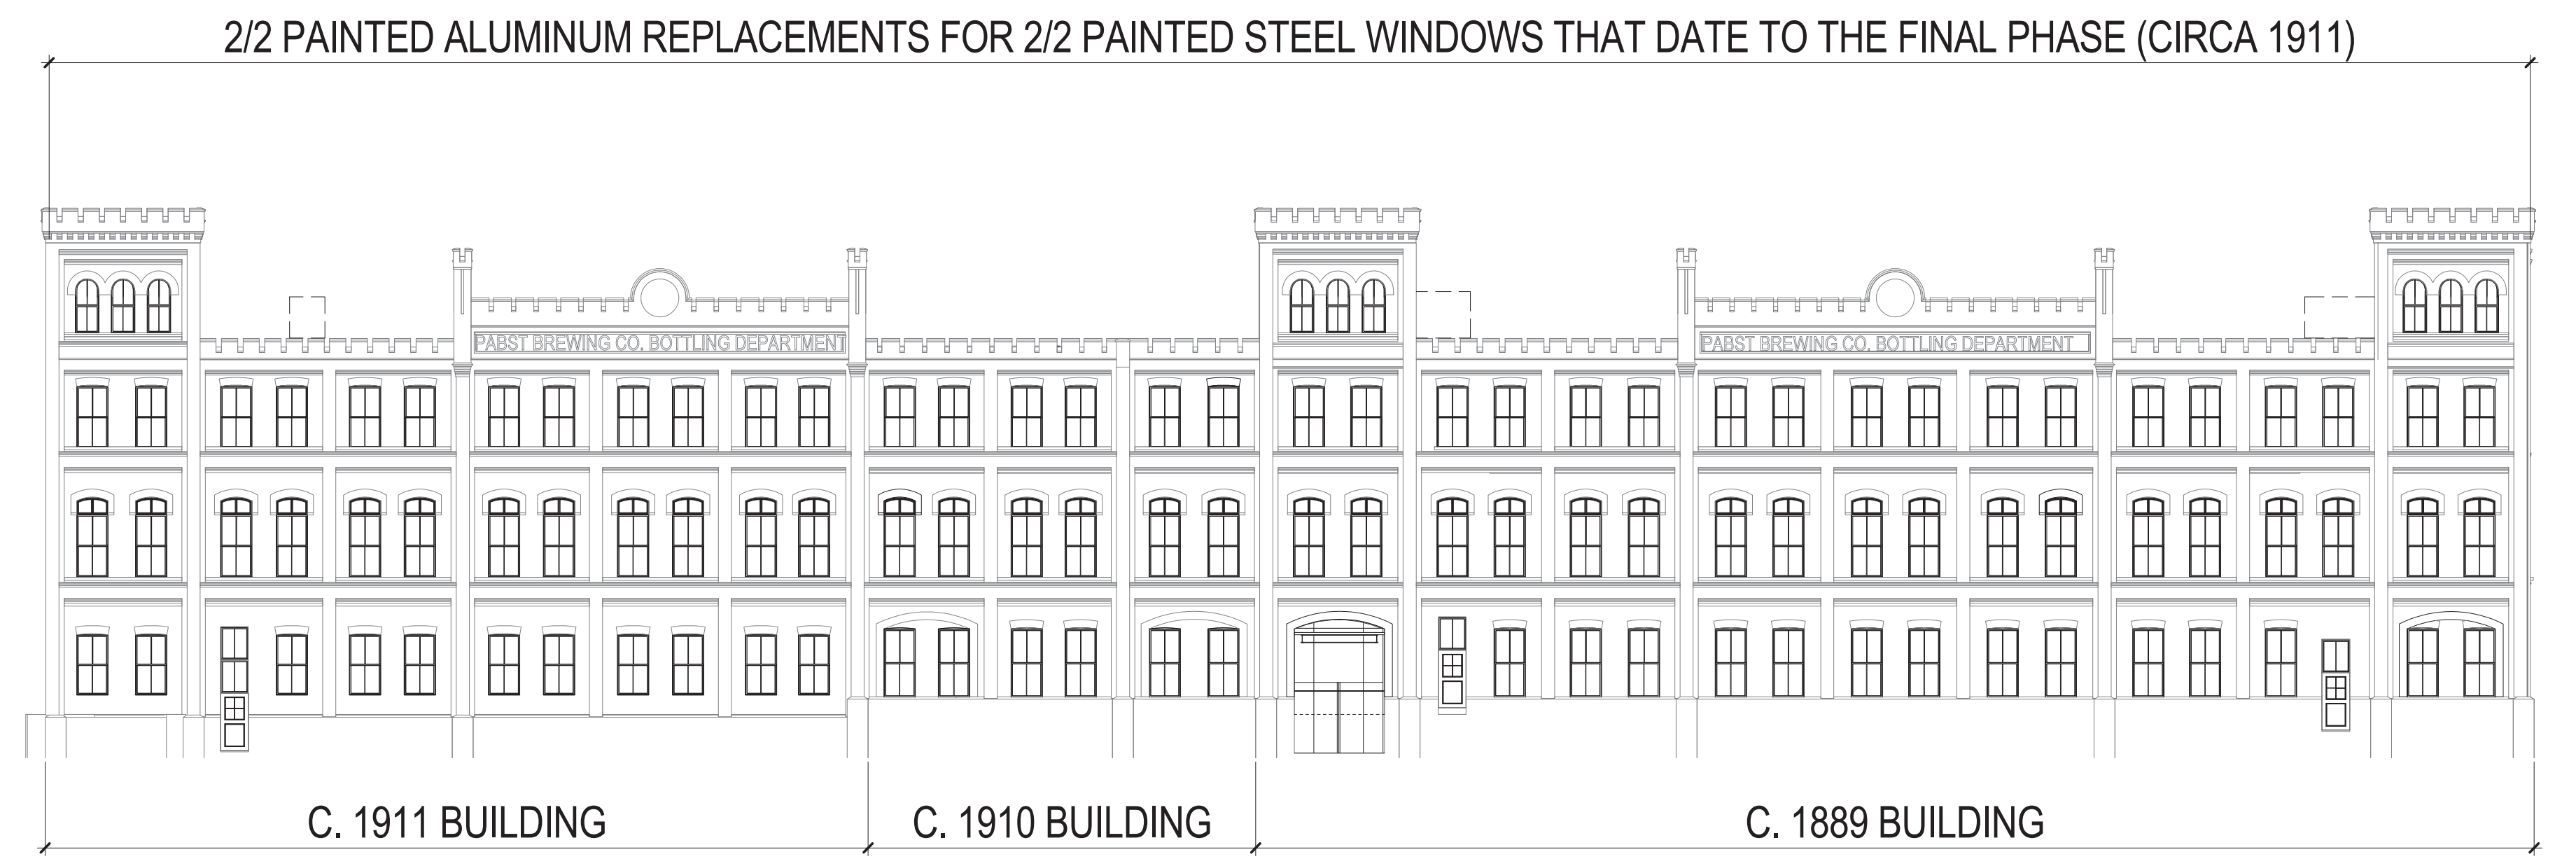 2/2 PAINTED ALUMINUM REPLACEMENTS FOR 2/2 PAINTED STEEL WINDOWS THAT DATE TO THE FINAL PHASE (CIRCA 1911)
PABST BREWING CO. BOTTLING DEPARTMENT
PABST BREWING CO. BOTTLING DEPARTMENT
C. 1911 BUILDING
C. 1910 BUILDING
C. 1889 BUILDING